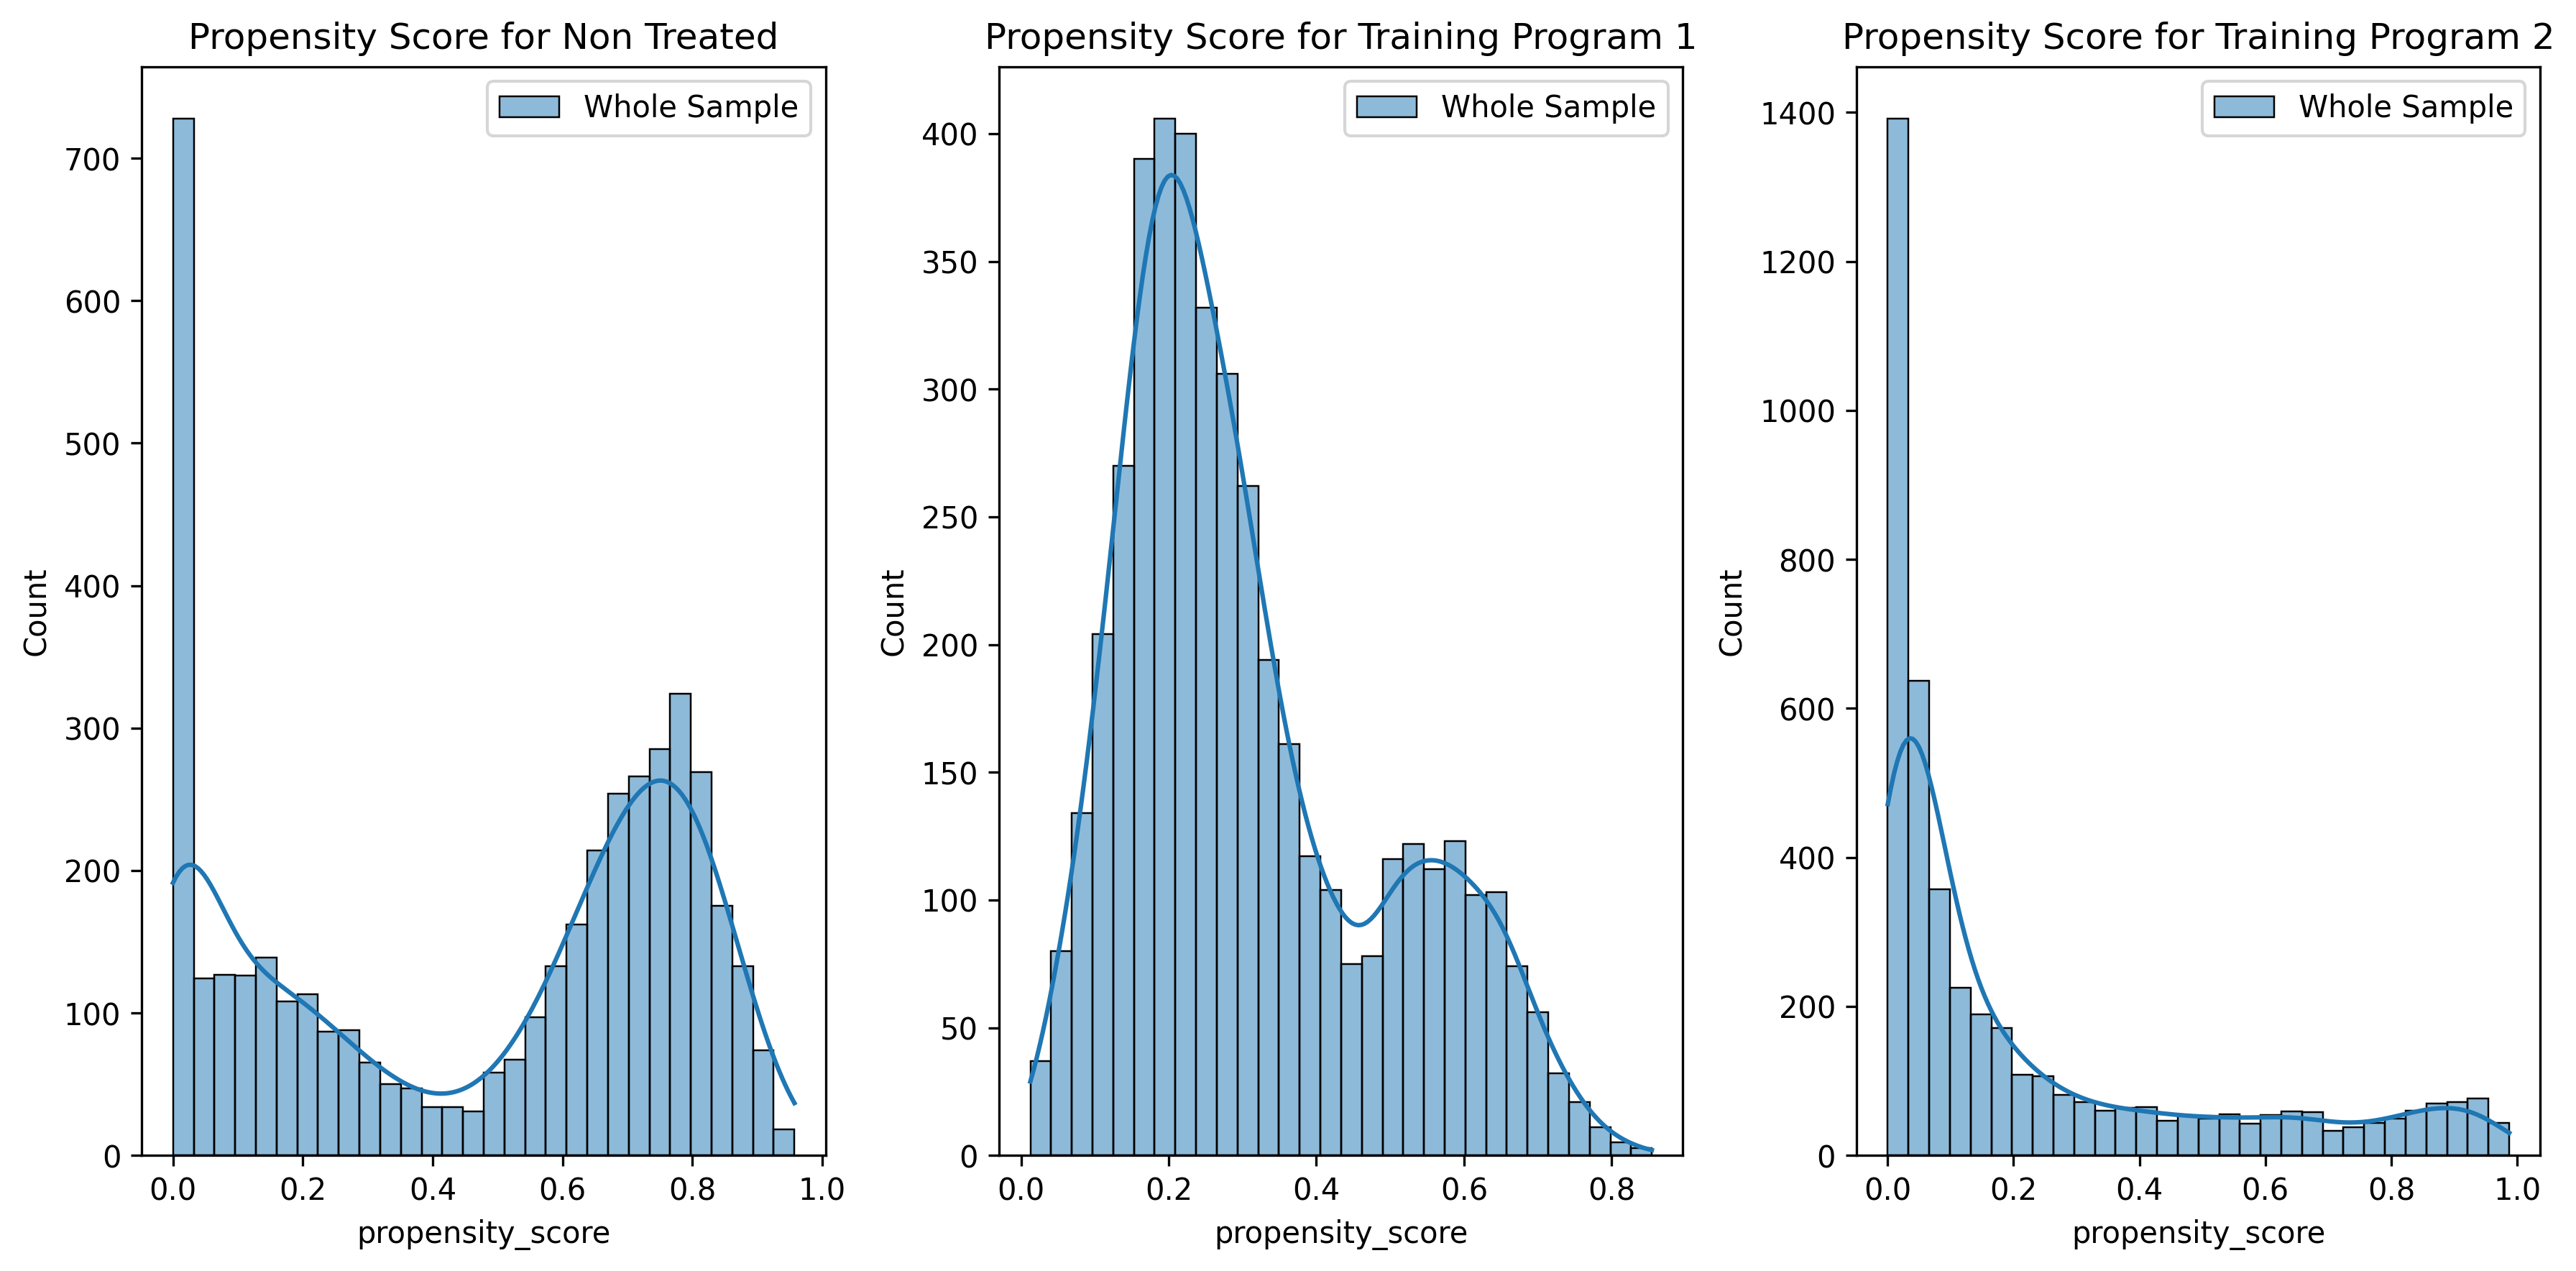 Propensity Score for Non Treated
Whole Sample
700
600
500
400
300
200
100
0
Count
0.0 0.2 0.4 0.6 0.8 1.0
propensity_score
Propensity Score for Training Program 1
Whole Sample
400
350
300
250
200
150
100
50
0
Count
0.0 0.2 0.4 0.6 0.8
propensity_score
Propensity Score for Training Program 2
Whole Sample
1400
1200
1000
800
600
400
200
0
Count
0.0 0.2 0.4 0.6 0.8 1.0
propensity_score